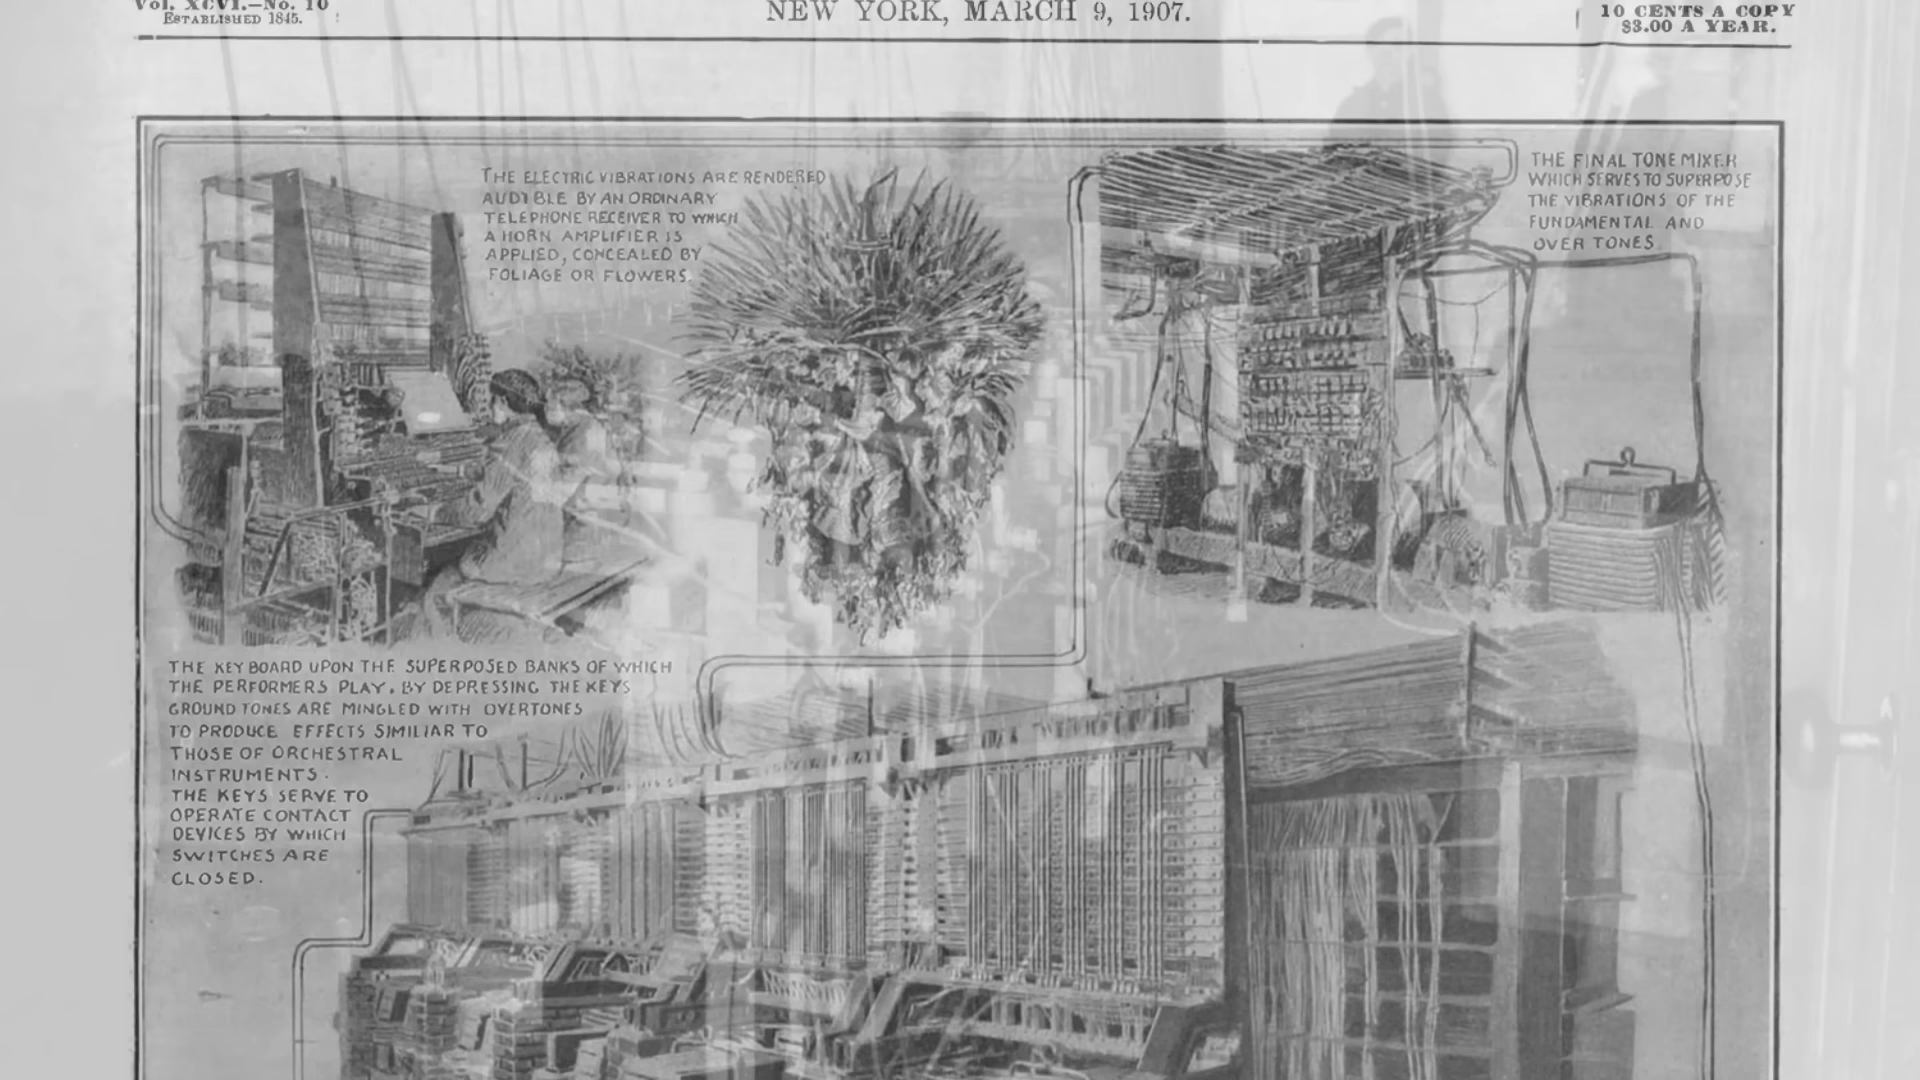 Vol. XCVI.—No. 10
ESTABLISHED 1845.
NEW YORK, MARCH 9, 1907.
10 CENTS A COPY
$3.00 A YEAR.
THE ELECTRIC VIBRATIONS ARE RENDERED
AUDIBLE BY AN ORDINARY
TELEPHONE RECEIVER TO WHICH
A HORN AMPLIFIER IS
APPLIED, CONCEALED BY
FOLIAGE OR FLOWERS.
THE FINAL TONE MIXER
WHICH SERVES TO SUPERPOSE
THE VIBRATIONS OF THE
FUNDAMENTAL AND
OVER TONES
THE KEY BOARD UPON THE SUPERPOSED BANKS OF WHICH
THE PERFORMERS PLAY. BY DEPRESSING THE KEYS
GROUND TONES ARE MINGLED WITH OVERTONES
TO PRODUCE EFFECTS SIMILIAR TO
THOSE OF ORCHESTRAL
INSTRUMENTS.
THE KEYS SERVE TO
OPERATE CONTACT
DEVICES BY WHICH
SWITCHES ARE
CLOSED.